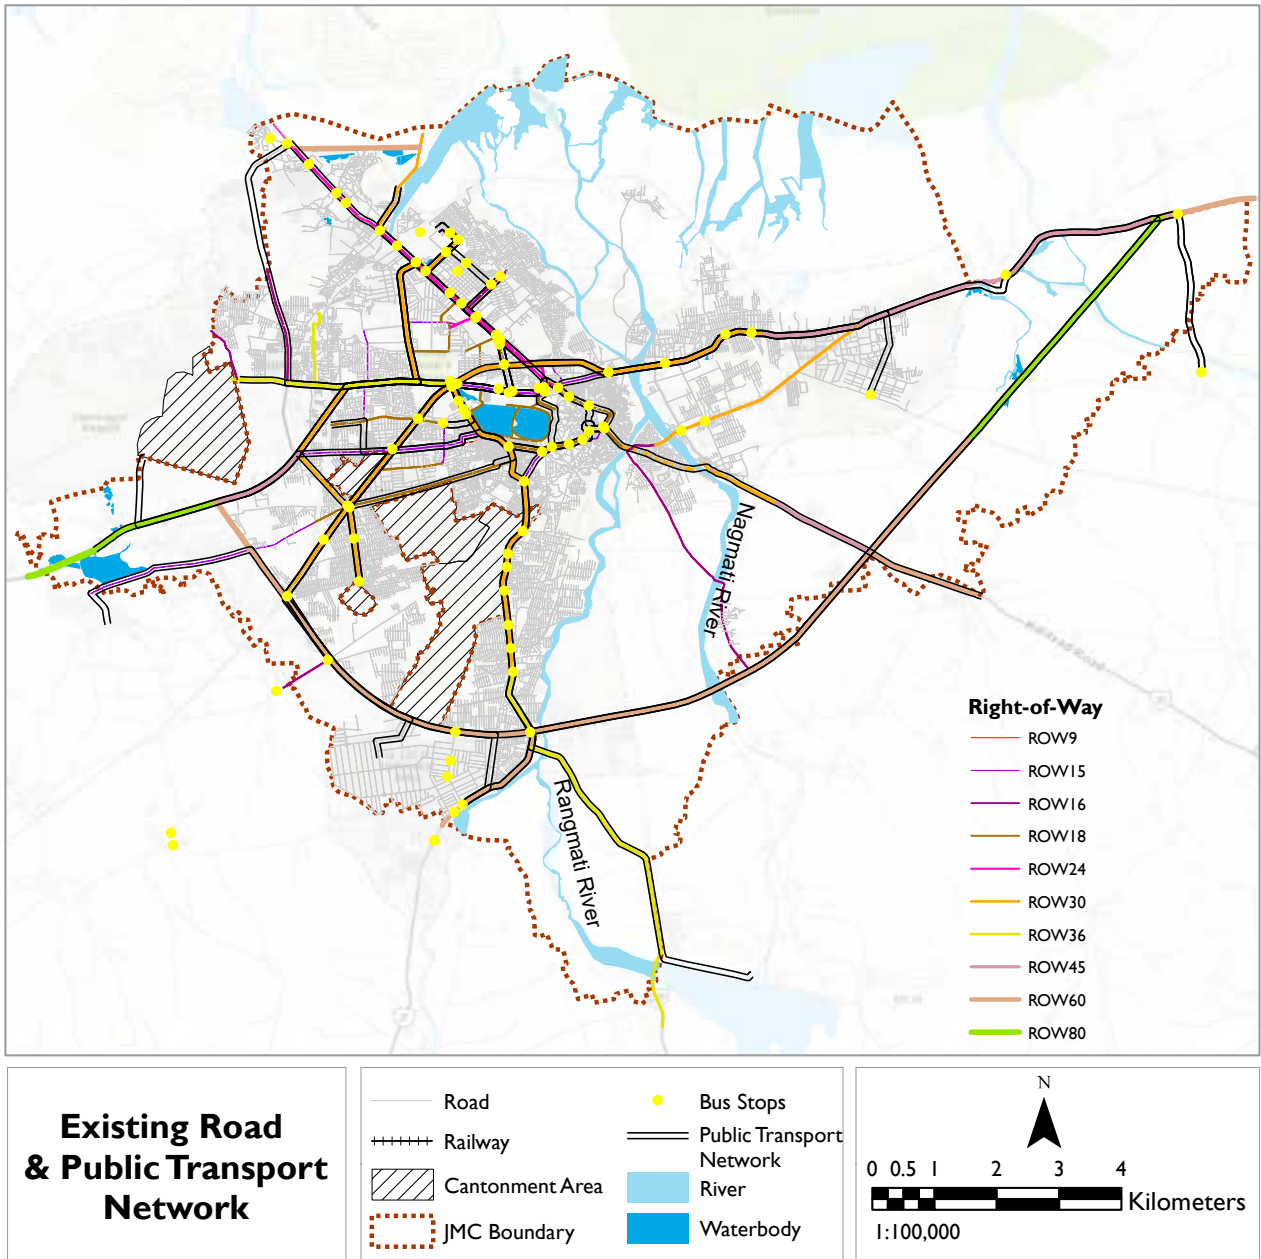 Nagmati River
Rangmati River
Right-of-Way
ROW9
ROW15
ROW16
ROW18
ROW24
ROW30
ROW36
ROW45
ROW60
ROW80
Existing Road
& Public Transport
Network
Road
Railway
Cantonment Area
JMC Boundary
Bus Stops
Public Transport
Network
River
Waterbody
N
0 0.5 1 2 3 4
Kilometers
1:100,000